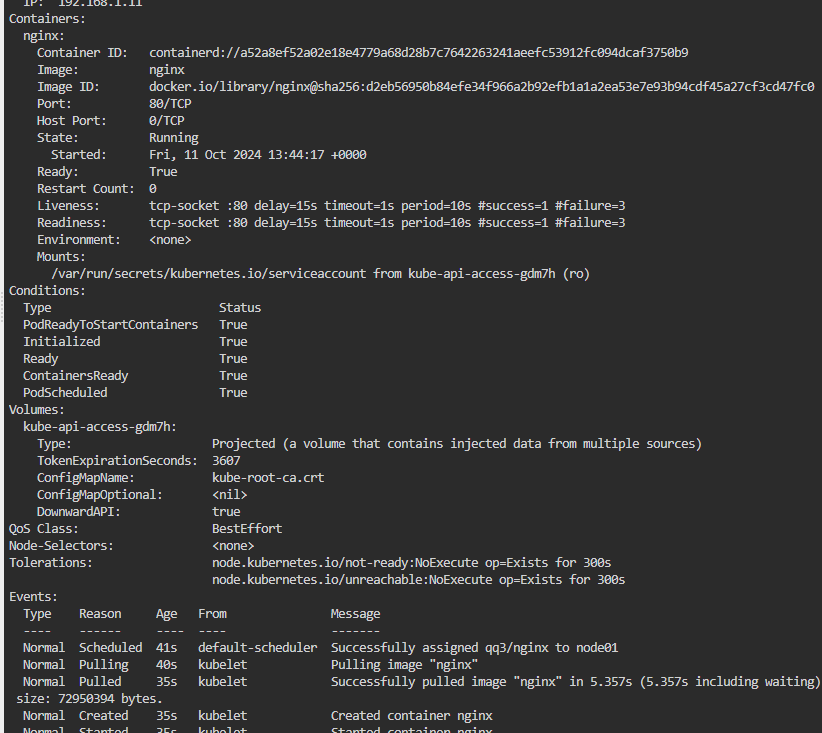 IP: 192.168.1.11
Containers:
nginx:
Container ID: containerd://a52a8ef52a02e18e4779a68d28b7c7642263241aeefc53912fc094dcaf3750b9
Image: nginx
Image ID: docker.io/library/nginx@sha256:d2eb56950b84efe34f966a2b92efb1a1a2ea53e7e93b94cdf45a27cf3cd47fc0
Port: 80/TCP
Host Port: 0/TCP
State: Running
Started: Fri, 11 Oct 2024 13:44:17 +0000
Ready: True
Restart Count: 0
Liveness: tcp-socket :80 delay=15s timeout=1s period=10s #success=1 #failure=3
Readiness: tcp-socket :80 delay=15s timeout=1s period=10s #success=1 #failure=3
Environment: <none>
Mounts:
/var/run/secrets/kubernetes.io/serviceaccount from kube-api-access-gdm7h (ro)
Conditions:
Type Status
PodReadyToStartContainers True
Initialized True
Ready True
ContainersReady True
PodScheduled True
Volumes:
kube-api-access-gdm7h:
Type: Projected (a volume that contains injected data from multiple sources)
TokenExpirationSeconds: 3607
ConfigMapName: kube-root-ca.crt
ConfigMapOptional: <nil>
DownwardAPI: true
QoS Class: BestEffort
Node-Selectors: <none>
Tolerations: node.kubernetes.io/not-ready:NoExecute op=Exists for 300s
node.kubernetes.io/unreachable:NoExecute op=Exists for 300s
Events:
Type Reason Age From Message
---- ------ ---- ---- -------
Normal Scheduled 41s default-scheduler Successfully assigned qq3/nginx to node01
Normal Pulling 40s kubelet Pulling image "nginx"
Normal Pulled 35s kubelet Successfully pulled image "nginx" in 5.357s (5.357s including waiting)
size: 72950394 bytes.
Normal Created 35s kubelet Created container nginx
Normal Started 35s kubelet Started container nginx